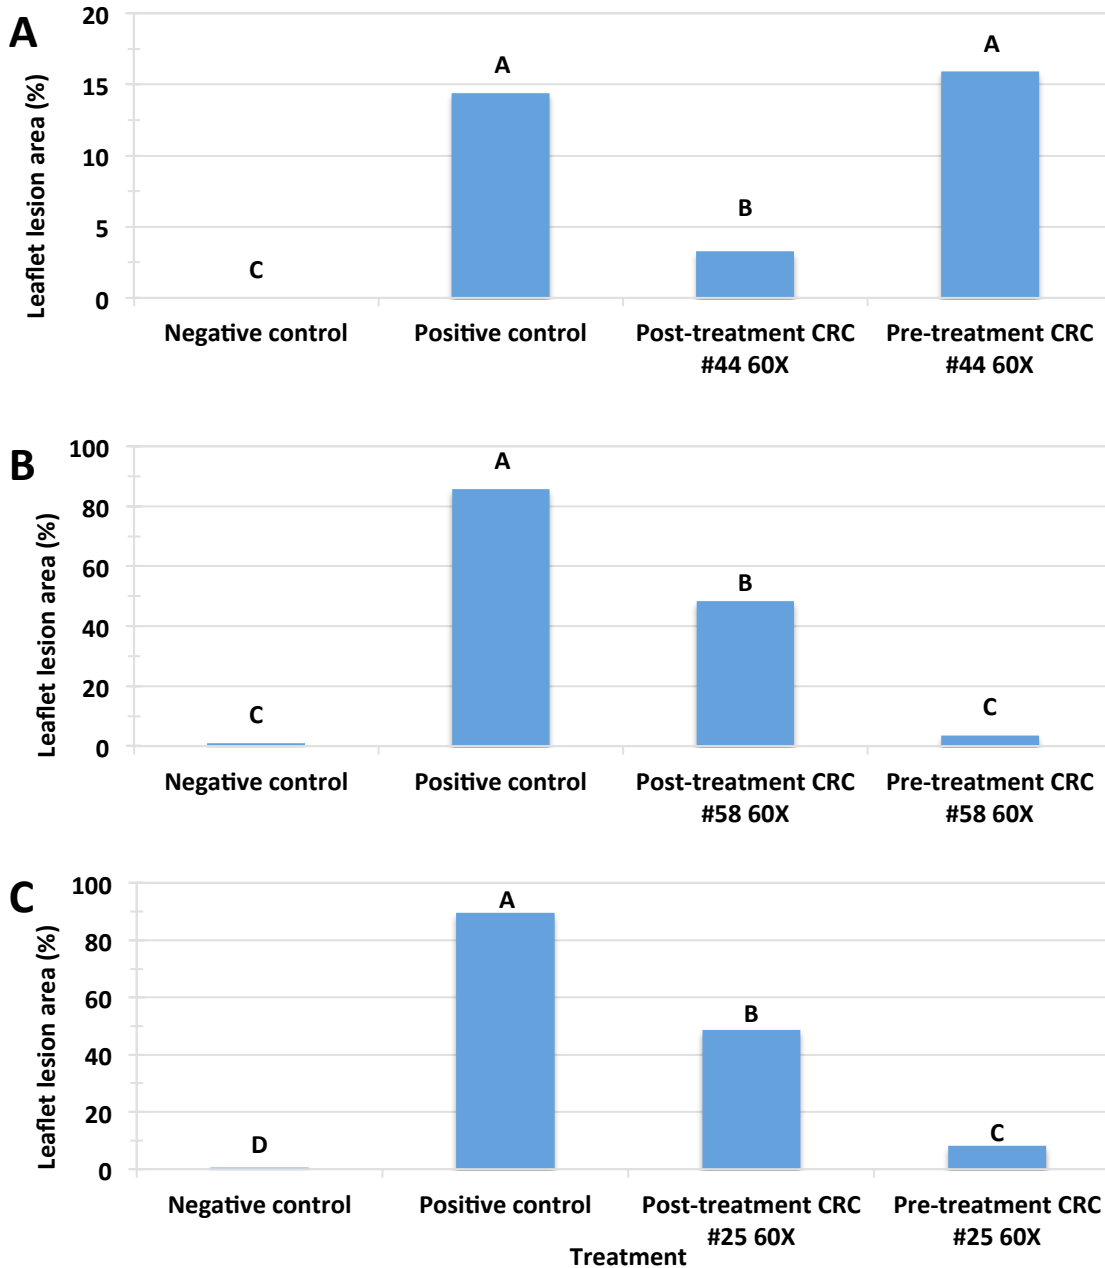 A
Leaflet lesion area (%)
20
15
10
5
0
C
A
B
A
Negative control
Positive control
Post-treatment CRC
#44 60X
Pre-treatment CRC
#44 60X
B
Leaflet lesion area (%)
100
80
60
40
20
0
C
A
B
C
Negative control
Positive control
Post-treatment CRC
#58 60X
Pre-treatment CRC
#58 60X
C
Leaflet lesion area (%)
100
80
60
40
20
0
D
A
B
C
Negative control
Positive control
Post-treatment CRC
#25 60X
Pre-treatment CRC
#25 60X
Treatment